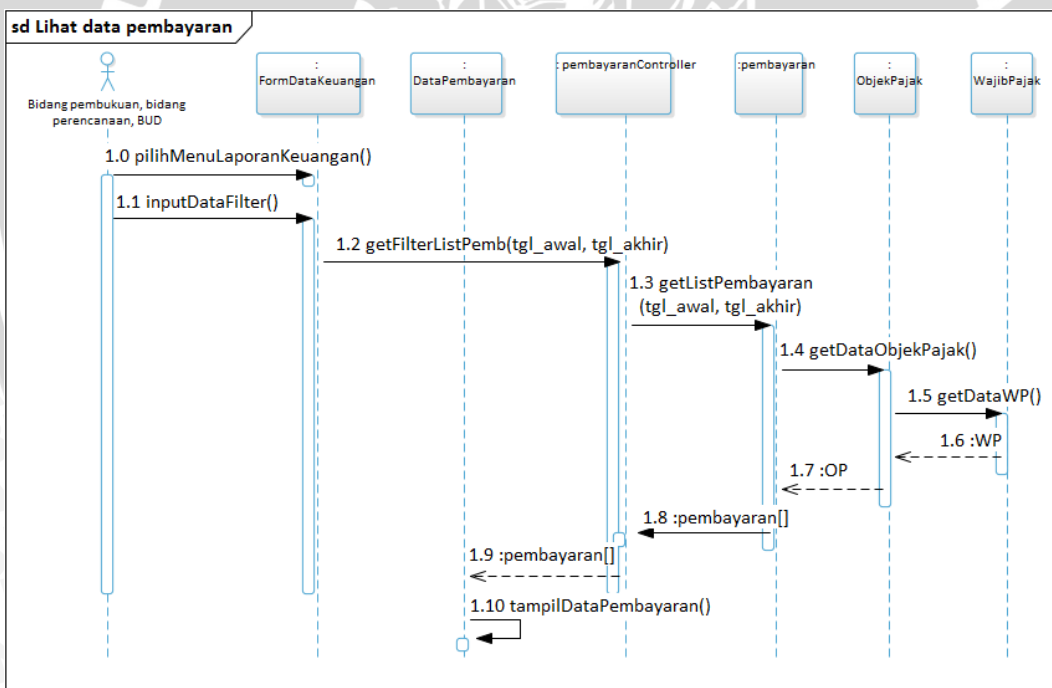 sd Lihat data pembayaran
Bidang pembukuan, bidang
perencanaan, BUD
:
FormDataKeuangan
:
DataPembayaran
: pembayaranController
:pembayaran
:
ObjekPajak
:
WajibPajak
1.0 pilihMenuLaporanKeuangan()
1.1 inputDataFilter()
1.2 getFilterListPemb(tgl_awal, tgl_akhir)
1.3 getListPembayaran
(tgl_awal, tgl_akhir)
1.4 getDataObjekPajak()
1.5 getDataWP()
1.6 :WP
1.7 :OP
1.8 :pembayaran[]
1.9 :pembayaran[]
1.10 tampilDataPembayaran()